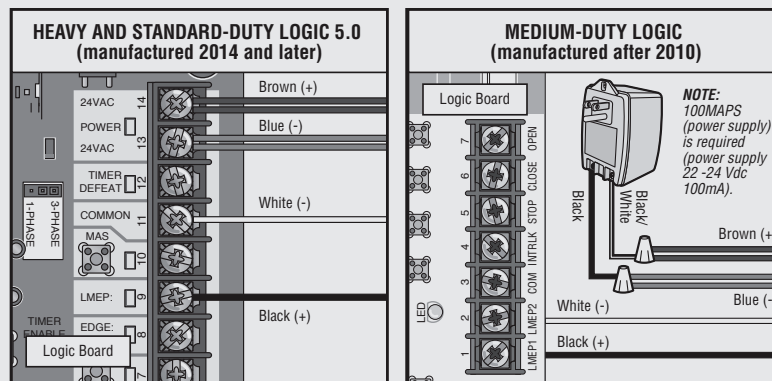 HEAVY AND STANDARD-DUTY LOGIC 5.0
(manufactured 2014 and later)
24VAC
14
POWER
24VAC
13
TIMER
DEFEAT
12
COMMON
11
MAS
10
LMEP:
9
TIMER
ENABLE
EDGE:
8
Logic Board
7
1-PHASE
3-PHASE
Brown (+)
Blue (-)
White (-)
Black (+)
MEDIUM-DUTY LOGIC
(manufactured after 2010)
Logic Board
7 OPEN
6 CLOSE
5 STOP
4 INTRLK
3 COM
2 LMEP2
1 LMEP1
LED
NOTE:
100MAPS
(power supply)
is required
(power supply
22 -24 Vdc
100mA).
Black
Black/
White
Brown (+
Blue (-
White (-)
Black (+)